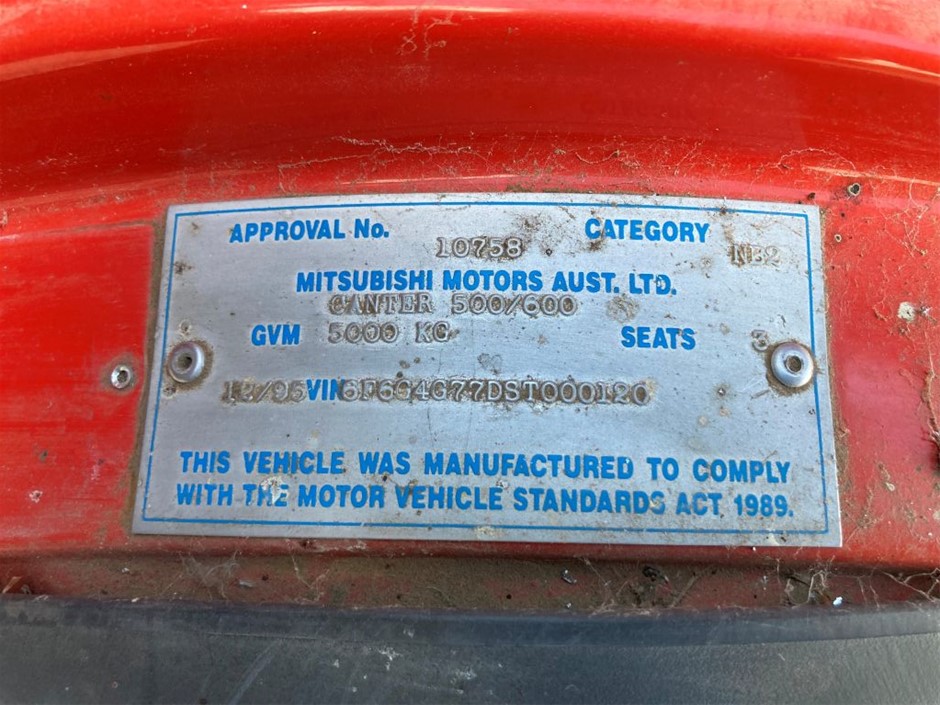 APPROVAL No. 10758 CATEGORY NB2
MITSUBISHI MOTORS AUST. LTD.
CANTER 500/600
GVM 5000 KG SEATS 3
12/95 VIN 6F6G4G77DST000120
THIS VEHICLE WAS MANUFACTURED TO COMPLY
WITH THE MOTOR VEHICLE STANDARDS ACT 1989.